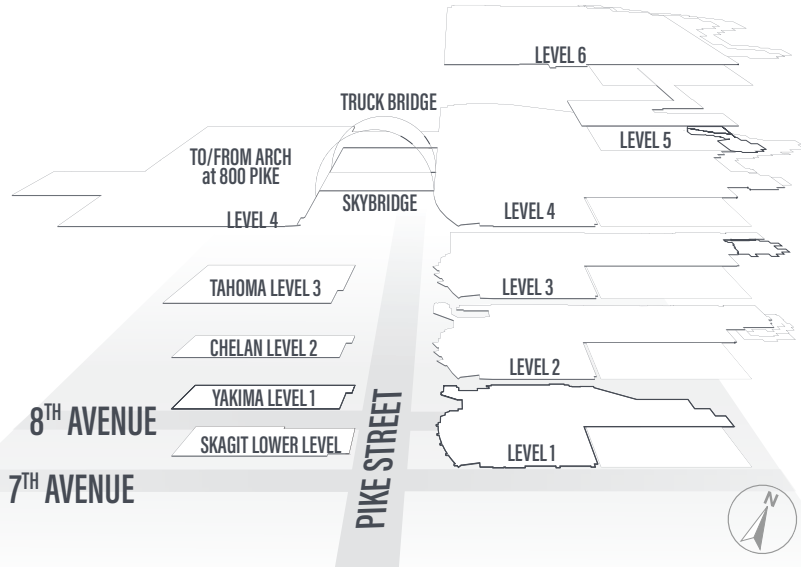 LEVEL 6
TRUCK BRIDGE
LEVEL 5
TO/FROM ARCH
at 800 PIKE
SKYBRIDGE
LEVEL 4
LEVEL 4
TAHOMA LEVEL 3
LEVEL 3
CHELAN LEVEL 2
LEVEL 2
YAKIMA LEVEL 1
8TH AVENUE
SKAGIT LOWER LEVEL
LEVEL 1
PIKE STREET
7TH AVENUE
N